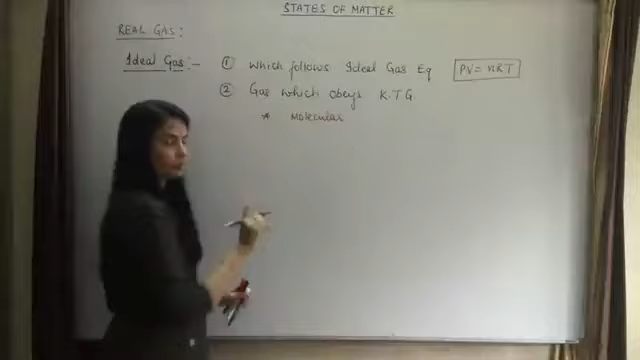 STATES OF MATTER
REAL GAS:
Ideal Gas:- ① which follows Ideal Gas Eq PV = nRT
② Gas which obeys K.T.G
* Molecular